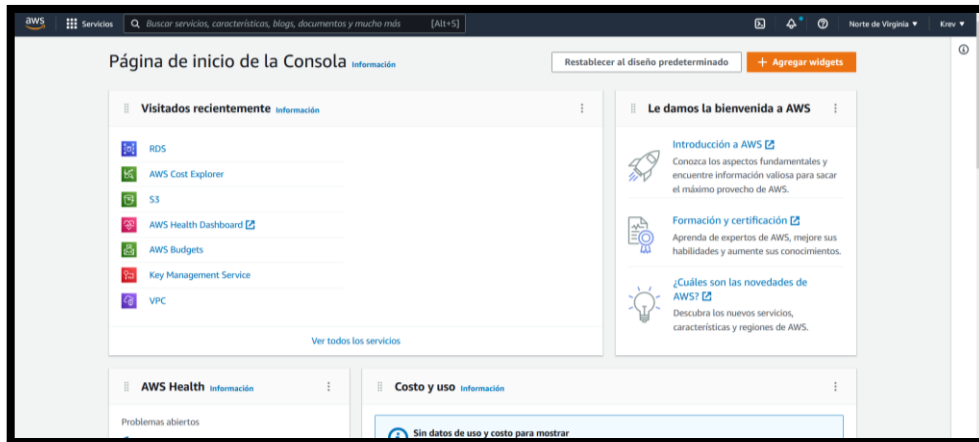 aws Servicios Buscar servicios, características, blogs, documentos y mucho más [Alt+S] Norte de Virginia Krev
Página de inicio de la Consola Información
Restablecer al diseño predeterminado
Agregar widgets
Visitados recientemente Información
RDS
AWS Cost Explorer
S3
AWS Health Dashboard
AWS Budgets
Key Management Service
VPC
Ver todos los servicios
Le damos la bienvenida a AWS
Introducción a AWS
Conozca los aspectos fundamentales y
encuentre información valiosa para sacar
el máximo provecho de AWS.
Formación y certificación
Aprenda de expertos de AWS, mejore sus
habilidades y aumente sus conocimientos.
¿Cuáles son las novedades de
AWS?
Descubra los nuevos servicios,
características y regiones de AWS.
AWS Health Información
Problemas abiertos
Costo y uso Información
Sin datos de uso y costo para mostrar